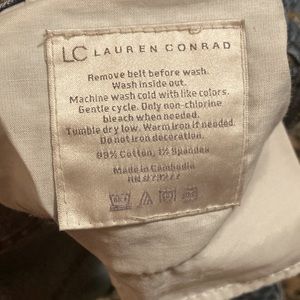 LC LAUREN CONRAD
Remove belt before wash.
Wash inside out.
Machine wash cold with like colors.
Gentle cycle. Only non-chlorine
bleach when needed.
Tumble dry low. Warm iron if needed.
Do not iron decoration.
99% Cotton, 1% Spandex
Made in Cambodia
RN #73277